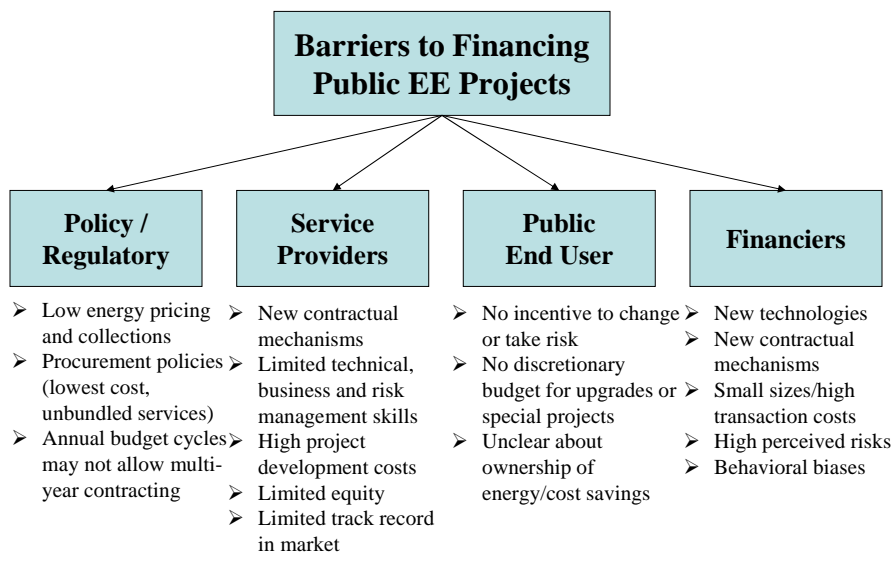 Barriers to Financing
Public EE Projects
Policy /
Regulatory
➢ Low energy pricing
and collections
➢ Procurement policies
(lowest cost,
unbundled services)
➢ Annual budget cycles
may not allow multi-
year contracting
Service
Providers
➢ New contractual
mechanisms
➢ Limited technical,
business and risk
management skills
➢ High project
development costs
➢ Limited equity
➢ Limited track record
in market
Public
End User
➢ No incentive to change
or take risk
➢ No discretionary
budget for upgrades or
special projects
➢ Unclear about
ownership of
energy/cost savings
Financiers
➢ New technologies
➢ New contractual
mechanisms
➢ Small sizes/high
transaction costs
➢ High perceived risks
➢ Behavioral biases